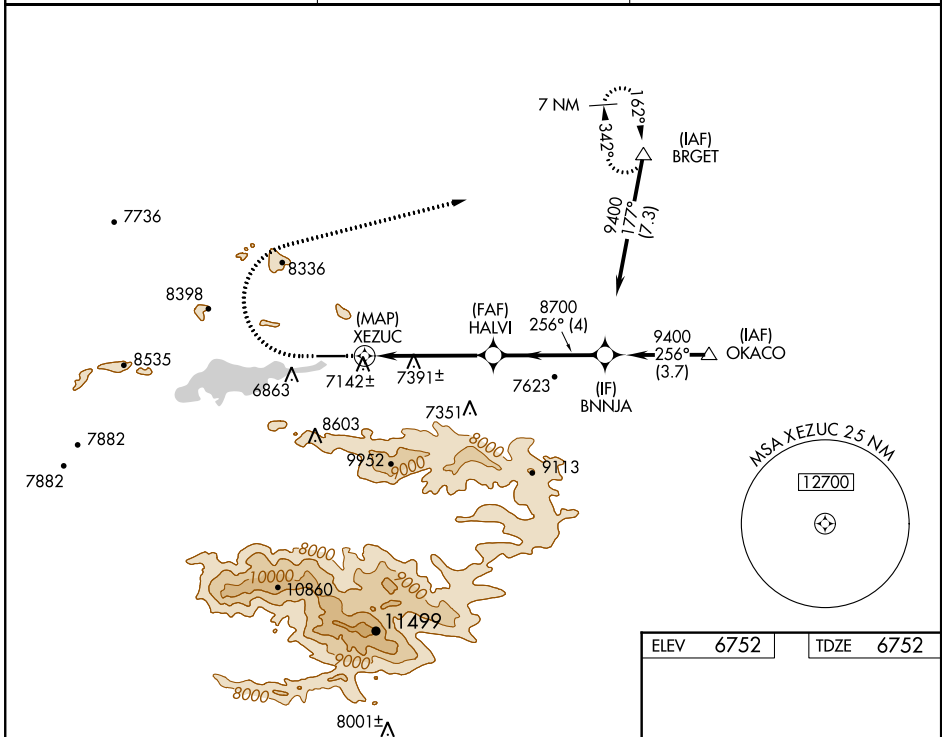 7 NM
162°
342°
(IAF)
BRGET
9400
177°
(7.3)
7736
8336
8398
(MAP)
XEZUC
(FAF)
HALVI
8700
256° (4)
9400
256°
(3.7)
(IAF)
OKACO
8535
6863
7142±
7391±
7623
(IF)
BNNJA
7351
8603
8000
7882
9952
9000
9113
7882
MSA XEZUC 25 NM
12700
8000
10000
10860
9000
11499
9000
8000
8001±
ELEV 6752
TDZE 6752